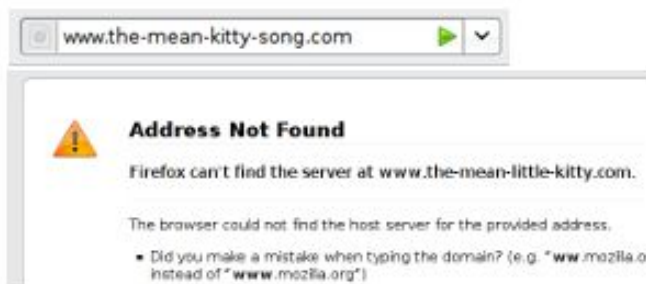 www.the-mean-kitty-song.com
Address Not Found
Firefox can't find the server at www.the-mean-little-kitty.com.
The browser could not find the host server for the provided address.
▪ Did you make a mistake when typing the domain? (e.g. "ww.mozilla.o
instead of "www.mozilla.org")